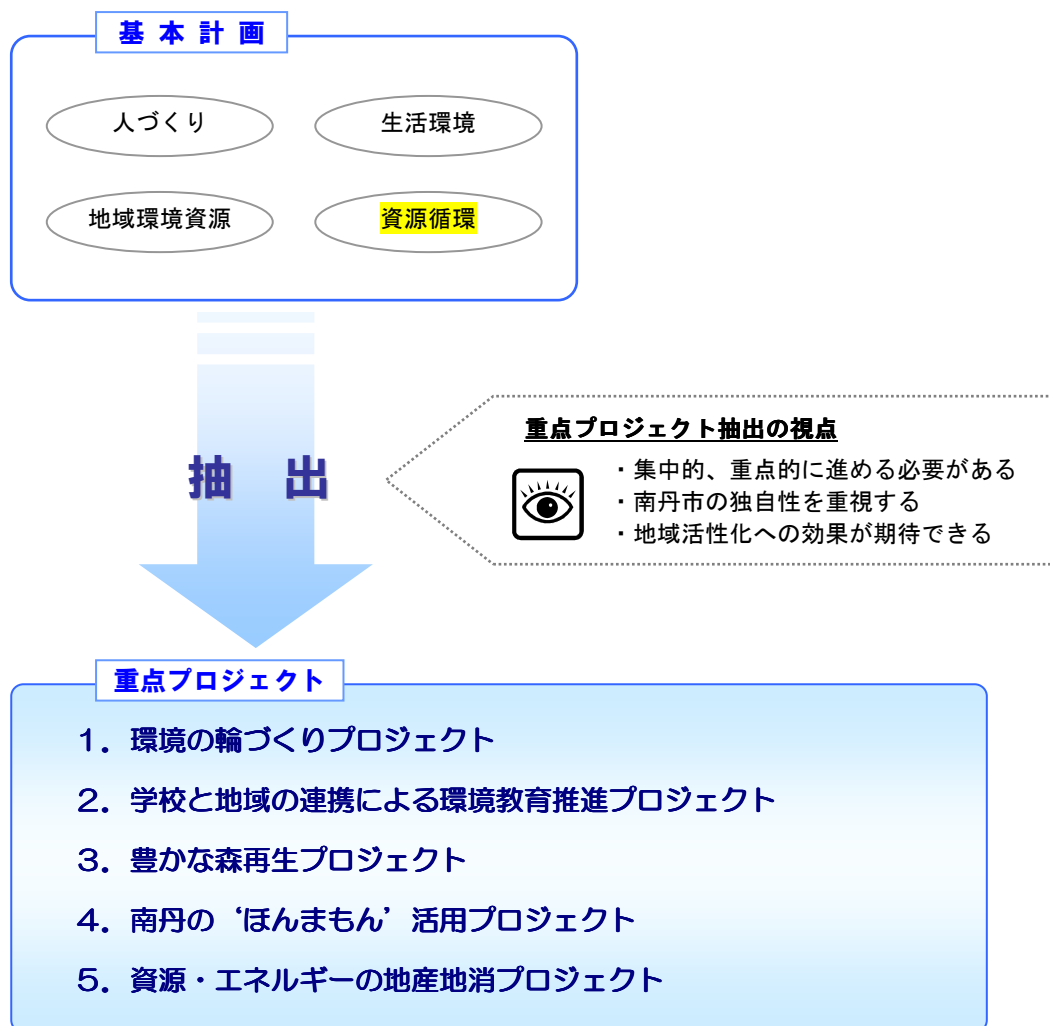 基 本 計 画
人づくり
生活環境
地域環境資源
資源循環
抽 出
重点プロジェクト抽出の視点
・集中的、重点的に進める必要がある
・南丹市の独自性を重視する
・地域活性化への効果が期待できる
重点プロジェクト
１．環境の輪づくりプロジェクト
２．学校と地域の連携による環境教育推進プロジェクト
３．豊かな森再生プロジェクト
４．南丹の‘ほんまもん’活用プロジェクト
５．資源・エネルギーの地産地消プロジェクト